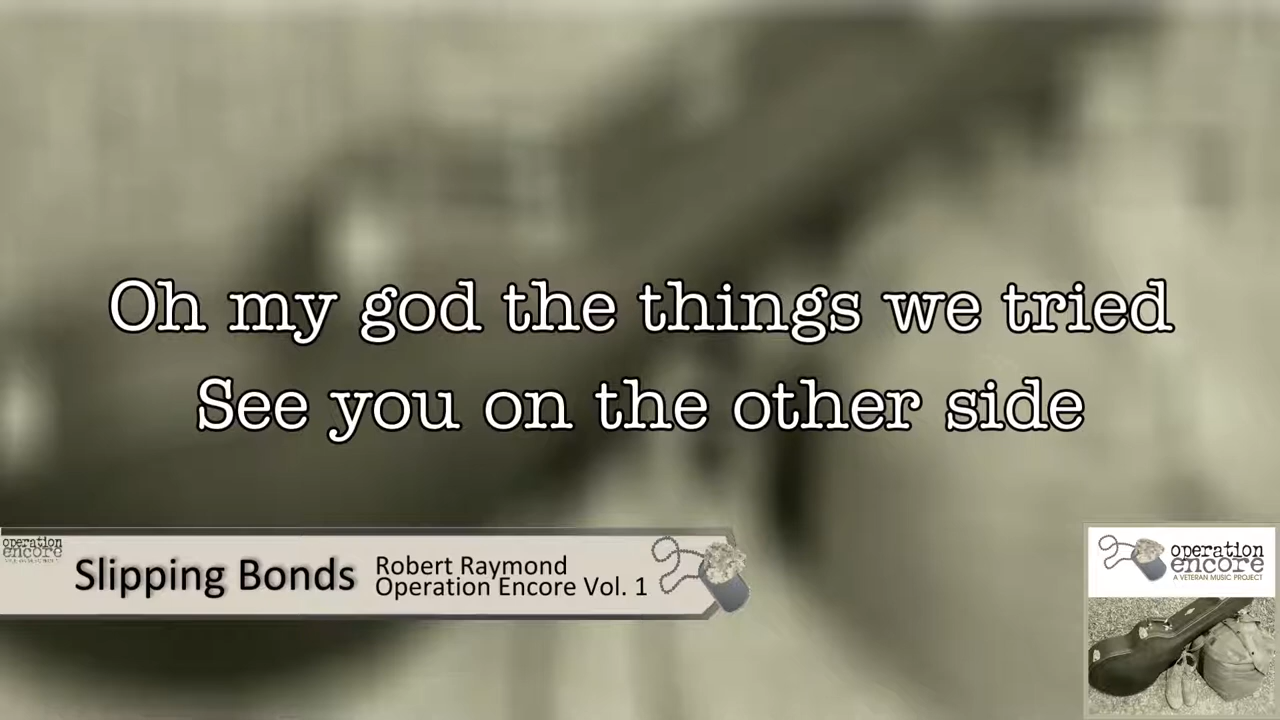 Oh my god the things we tried
See you on the other side
operation
encore
Slipping Bonds
Robert Raymond
Operation Encore Vol. 1
operation
encore
A VETERAN MUSIC PROJECT